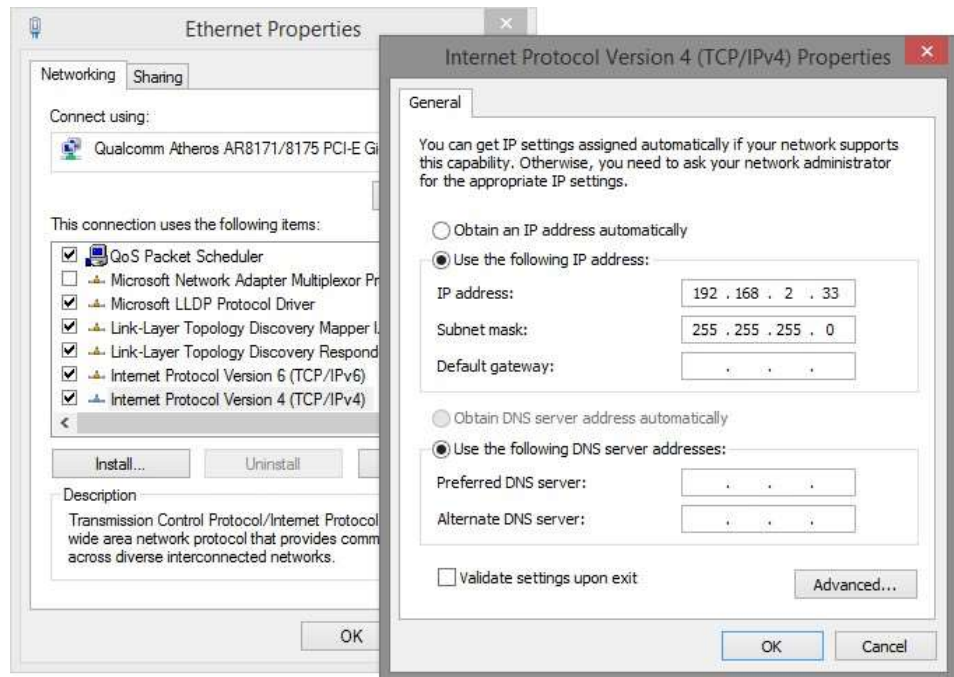 Ethernet Properties
Networking
Sharing
Connect using:
Qualcomm Atheros AR8171/8175 PCI-E Gi
This connection uses the following items:
QoS Packet Scheduler
Microsoft Network Adapter Multiplexor Pr
Microsoft LLDP Protocol Driver
Link-Layer Topology Discovery Mapper I
Link-Layer Topology Discovery Respond
Internet Protocol Version 6 (TCP/IPv6)
Internet Protocol Version 4 (TCP/IPv4)
Install...
Uninstall
Description
Transmission Control Protocol/Internet Protocol
wide area network protocol that provides comm
across diverse interconnected networks.
OK
Internet Protocol Version 4 (TCP/IPv4) Properties
General
You can get IP settings assigned automatically if your network supports
this capability. Otherwise, you need to ask your network administrator
for the appropriate IP settings.
Obtain an IP address automatically
Use the following IP address:
IP address: 192 . 168 . 2 . 33
Subnet mask: 255 . 255 . 255 . 0
Default gateway: . . .
Obtain DNS server address automatically
Use the following DNS server addresses:
Preferred DNS server: . . .
Alternate DNS server: . . .
Validate settings upon exit
Advanced...
OK
Cancel